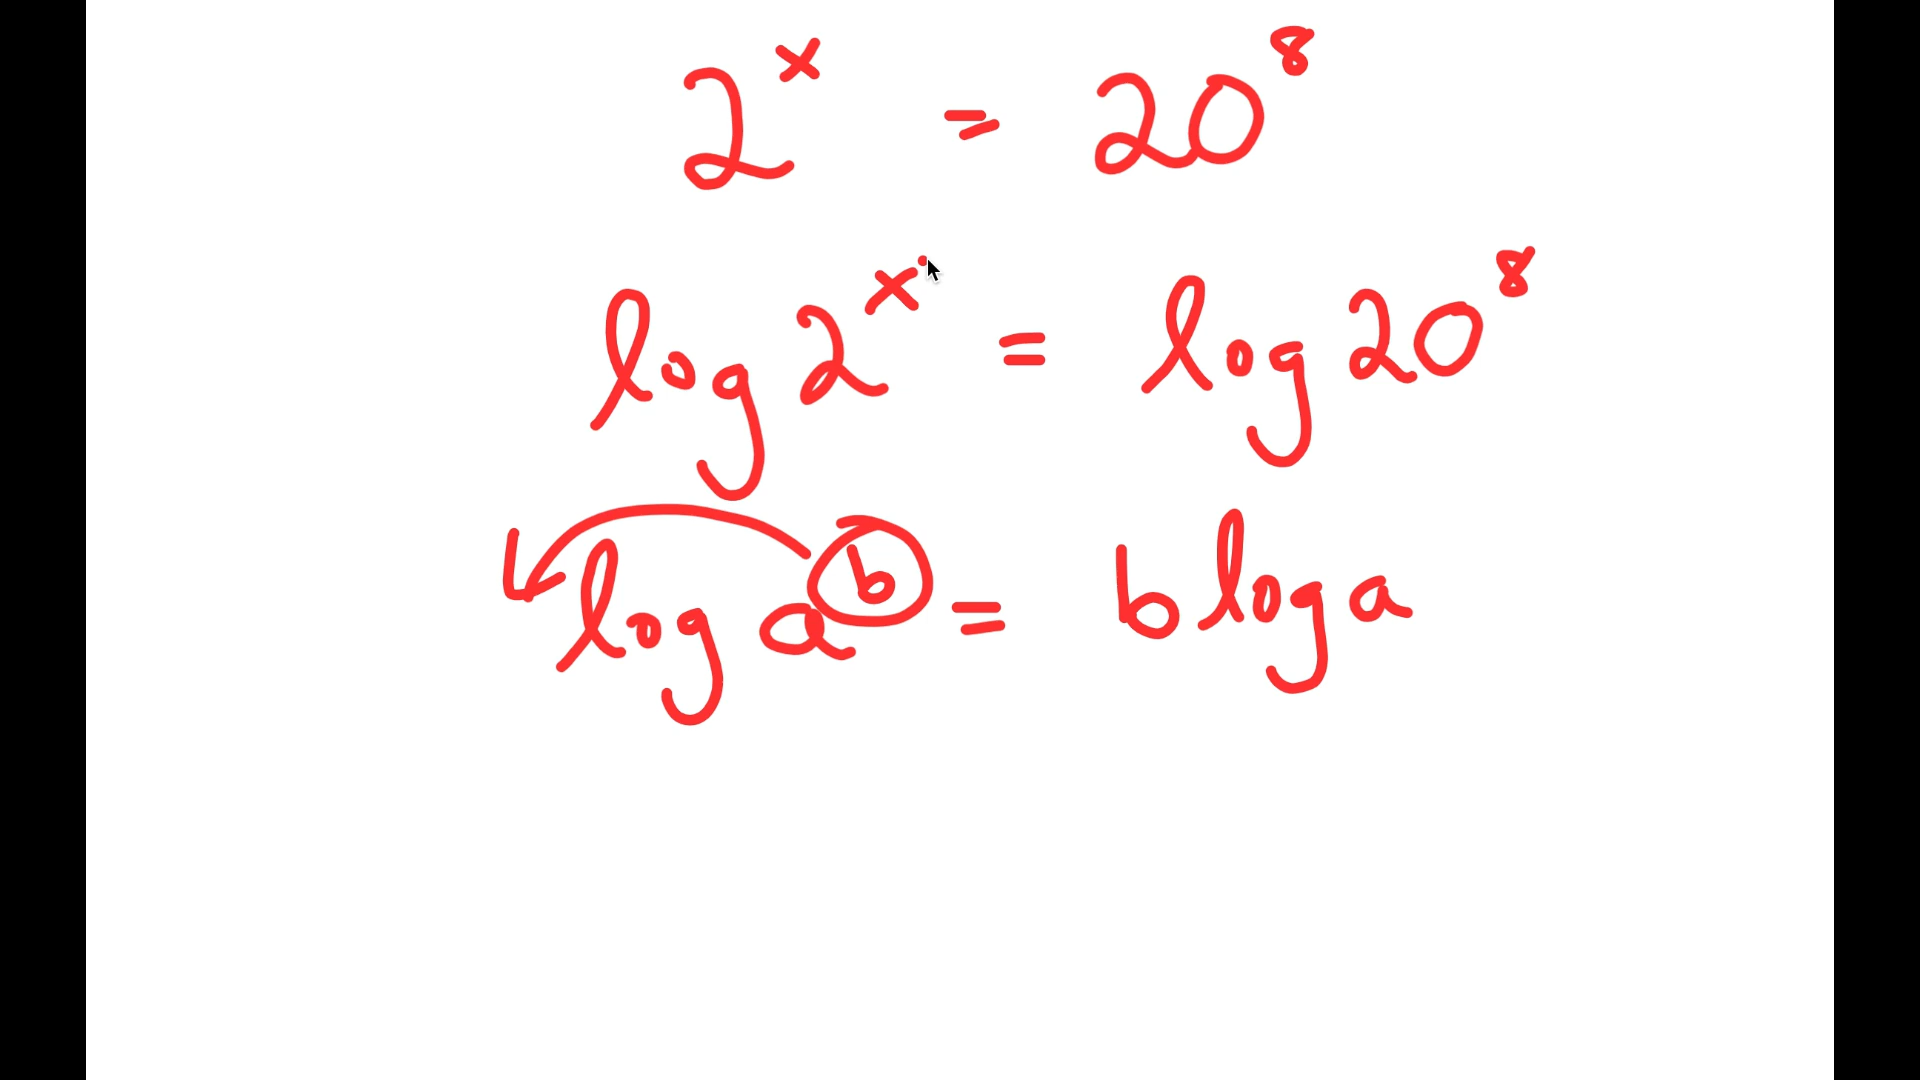 2^x = 20^8
log 2^x = log 20^8
log a^b = b log a